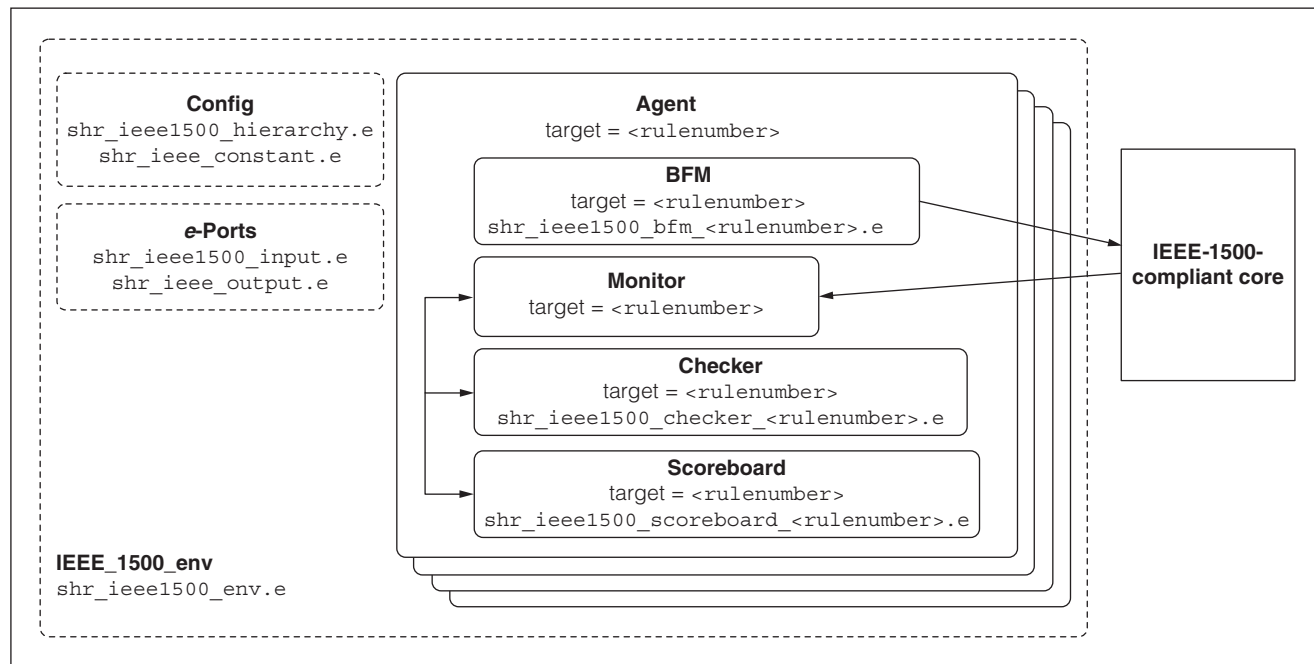 Config
shr_ieee1500_hierarchy.e
shr_ieee_constant.e
e-Ports
shr_ieee1500_input.e
shr_ieee_output.e
IEEE_1500_env
shr_ieee1500_env.e
Agent
target = <rulenumber>
BFM
target = <rulenumber>
shr_ieee1500_bfm_<rulenumber>.e
Monitor
target = <rulenumber>
Checker
target = <rulenumber>
shr_ieee1500_checker_<rulenumber>.e
Scoreboard
target = <rulenumber>
shr_ieee1500_scoreboard_<rulenumber>.e
IEEE-1500-
compliant core